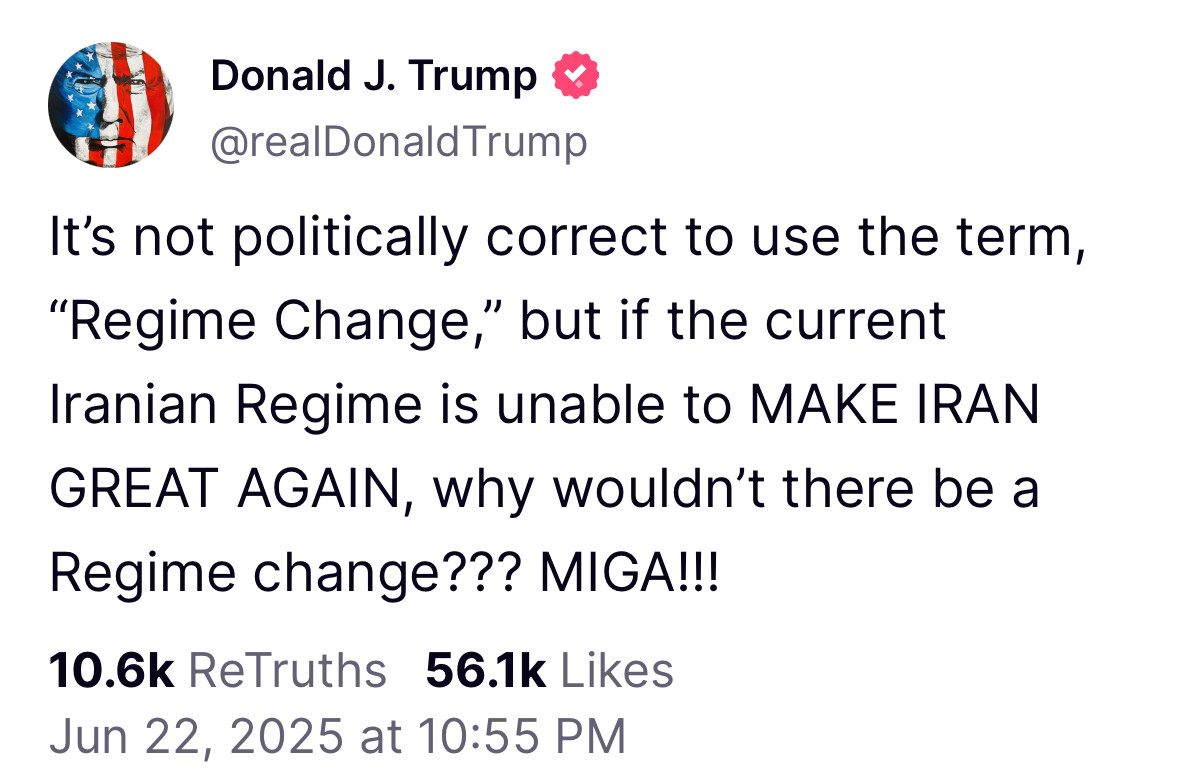 Donald J. Trump
@realDonaldTrump
It’s not politically correct to use the term,
“Regime Change,” but if the current
Iranian Regime is unable to MAKE IRAN
GREAT AGAIN, why wouldn’t there be a
Regime change??? MIGA!!!
10.6k ReTruths 56.1k Likes
Jun 22, 2025 at 10:55 PM